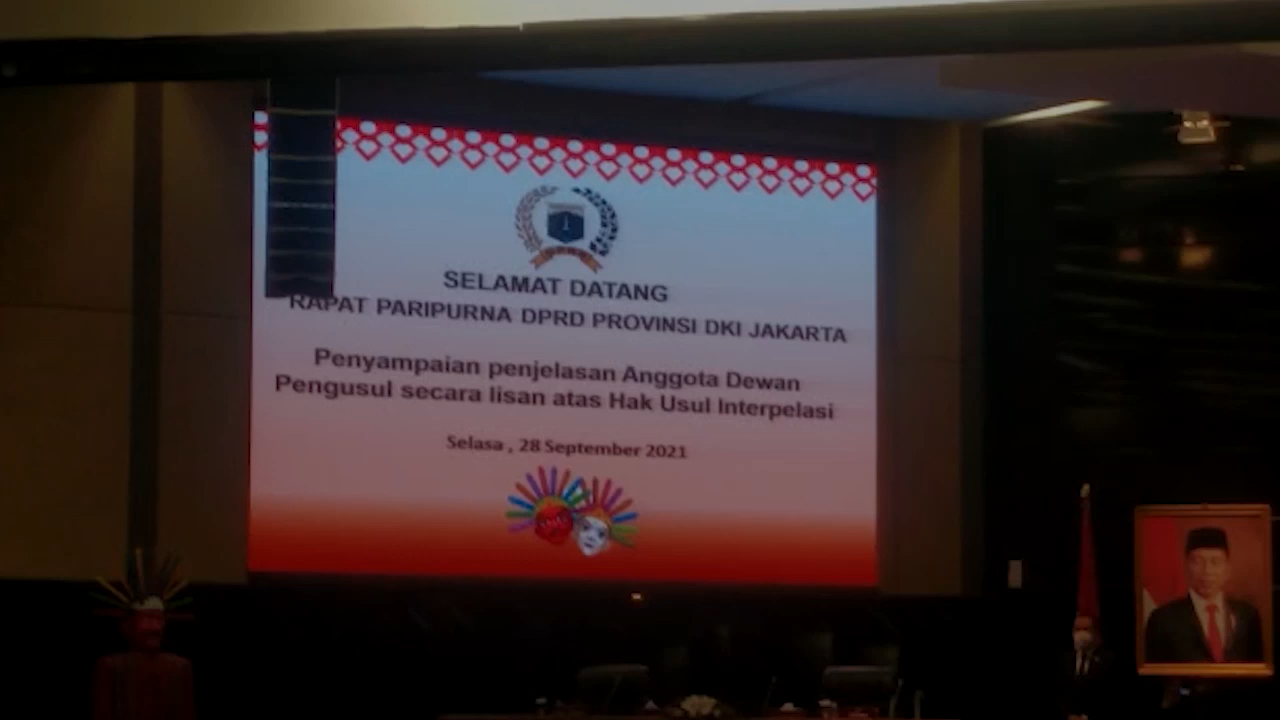 SELAMAT DATANG
RAPAT PARIPURNA DPRD PROVINSI DKI JAKARTA
Penyampaian penjelasan Anggota Dewan
Pengusul secara lisan atas Hak Usul Interpelasi
Selasa , 28 September 2021